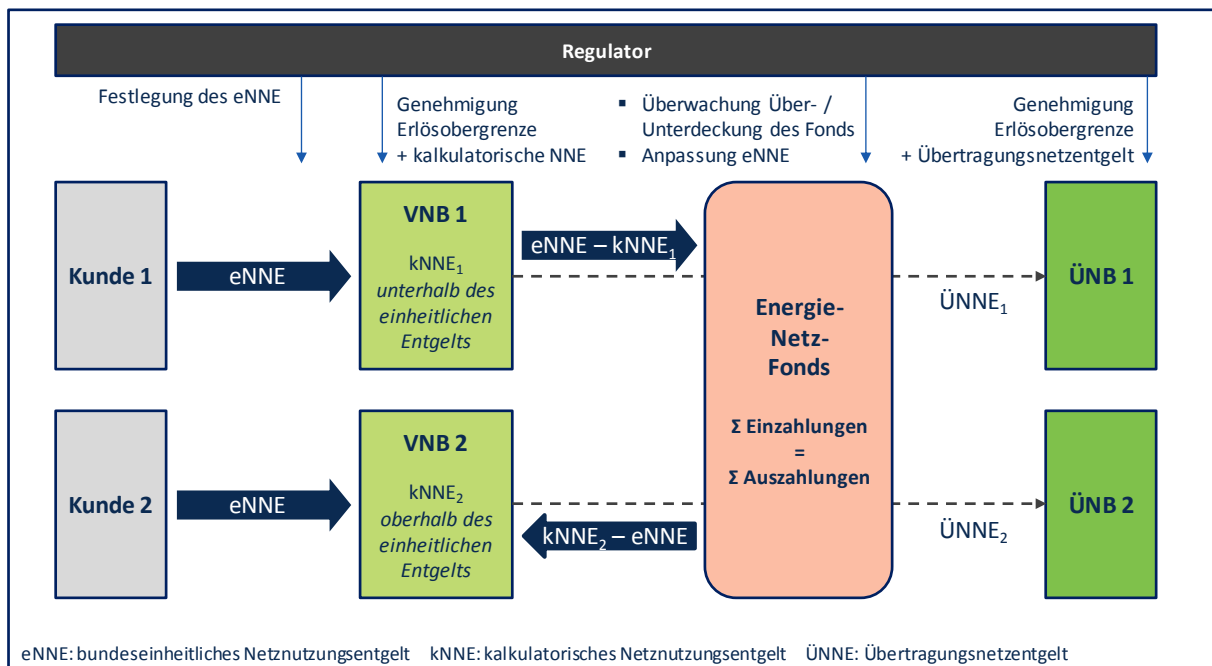 Regulator
Festlegung des eNNE
Genehmigung
Erlösobergrenze
+ kalkulatorische NNE
▪ Überwachung Über- /
Unterdeckung des Fonds
▪ Anpassung eNNE
Genehmigung
Erlösobergrenze
+ Übertragungsnetzentgelt
Kunde 1
eNNE
VNB 1
kNNE₁
unterhalb des
einheitlichen
Entgelts
eNNE – kNNE₁
Energie-
Netz-
Fonds
Σ Einzahlungen
=
Σ Auszahlungen
ÜNNE₁
ÜNB 1
Kunde 2
eNNE
VNB 2
kNNE₂
oberhalb des
einheitlichen
Entgelts
kNNE₂ – eNNE
ÜNNE₂
ÜNB 2
eNNE: bundeseinheitliches Netznutzungsentgelt kNNE: kalkulatorisches Netznutzungsentgelt ÜNNE: Übertragungsnetzentgelt